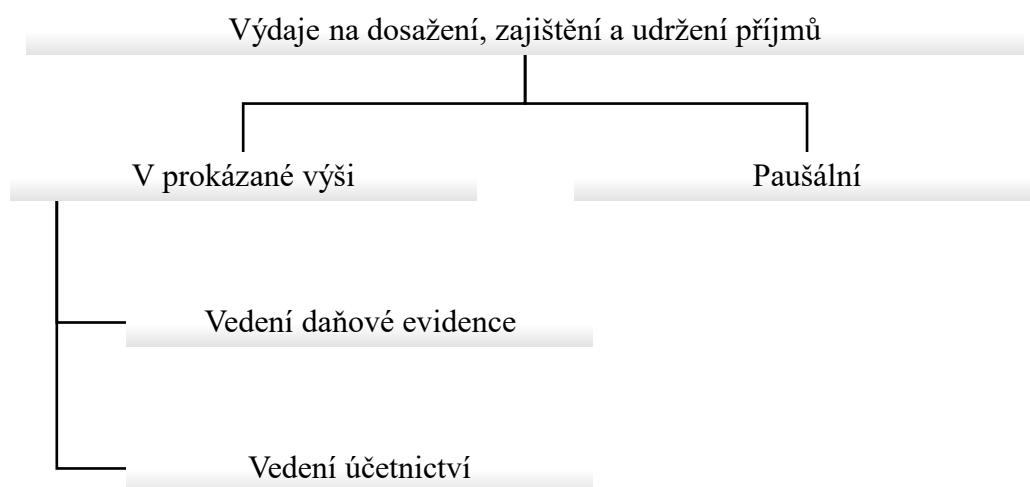 Výdaje na dosažení, zajištění a udržení příjmů
V prokázané výši
Paušální
Vedení daňové evidence
Vedení účetnictví